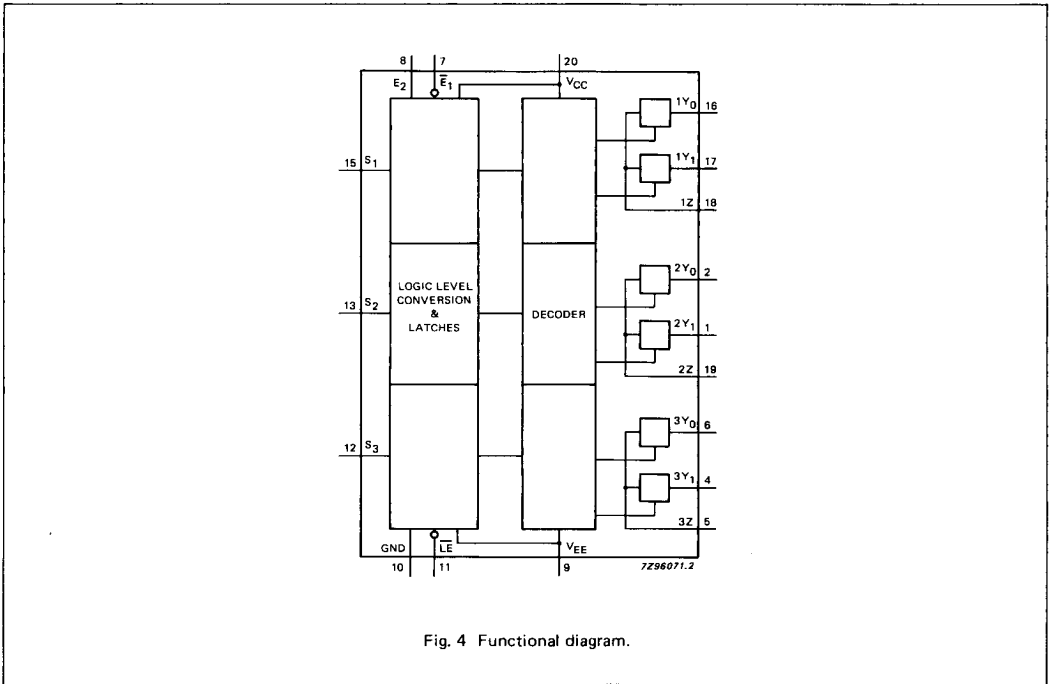 8 7 20
E2 E̅1 VCC
1Y0 16
15 S1
1Y1 17
1Z 18
2Y0 2
LOGIC LEVEL
CONVERSION
&
LATCHES
DECODER
13 S2
2Y1 1
2Z 19
3Y0 6
12 S3
3Y1 4
3Z 5
GND L̅E̅ VEE
10 11 9
7Z96071.2
Fig. 4 Functional diagram.